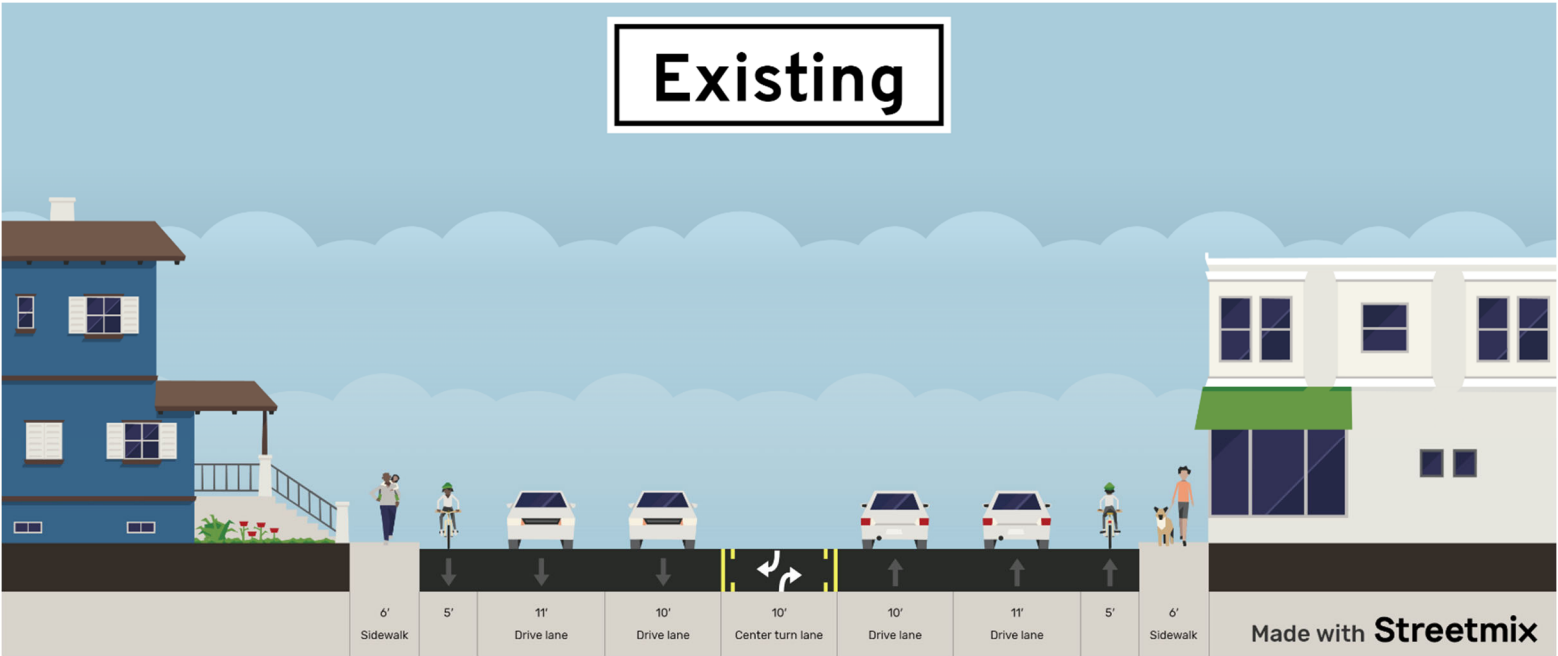 Existing
6′
Sidewalk
5′
11′
Drive lane
10′
Drive lane
10′
Center turn lane
10′
Drive lane
11′
Drive lane
5′
6′
Sidewalk
Made with Streetmix